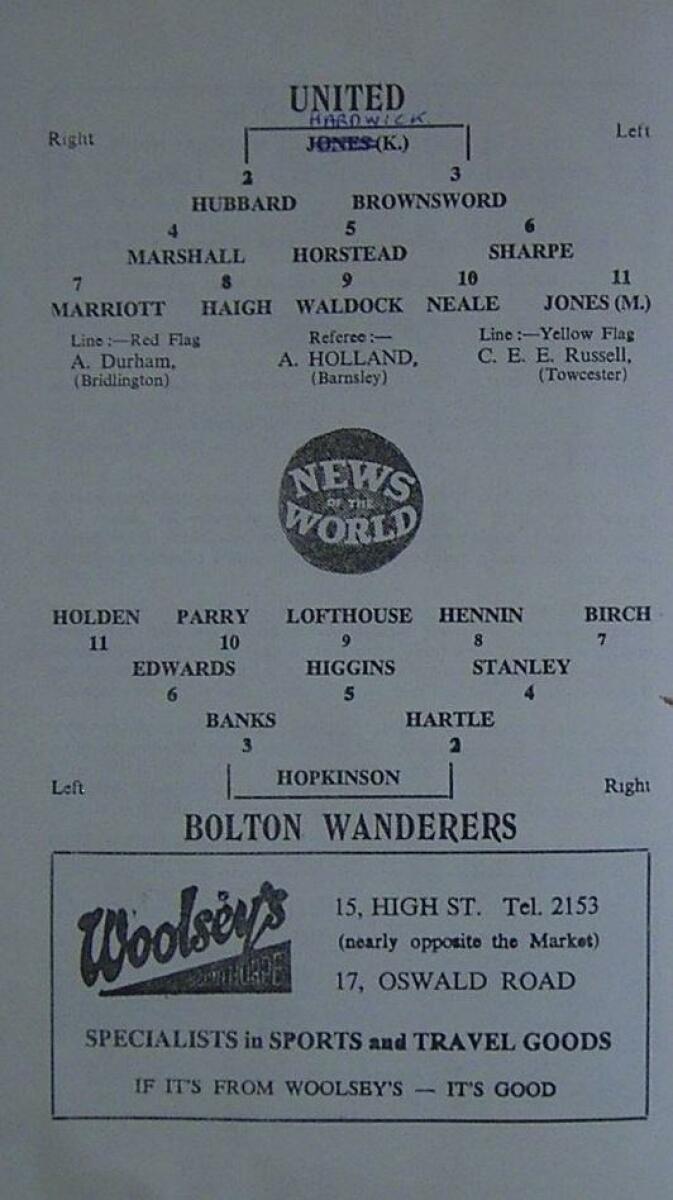 UNITED
HARDWICK
Right JONES (K.) Left
2 3
HUBBARD BROWNSWORD
4 5 6
MARSHALL HORSTEAD SHARPE
7 8 9 10 11
MARRIOTT HAIGH WALDOCK NEALE JONES (M.)
Line :—Red Flag Referee :— Line :—Yellow Flag
A. Durham, A. HOLLAND, C. E. E. Russell,
(Bridlington) (Barnsley) (Towcester)
NEWS
OF THE
WORLD
HOLDEN PARRY LOFTHOUSE HENNIN BIRCH
11 10 9 8 7
EDWARDS HIGGINS STANLEY
6 5 4
BANKS HARTLE
3 2
Left HOPKINSON Right
BOLTON WANDERERS
Woolsey's
15, HIGH ST. Tel. 2153
(nearly opposite the Market)
17, OSWALD ROAD
SPECIALISTS in SPORTS and TRAVEL GOODS
IF IT'S FROM WOOLSEY'S — IT'S GOOD